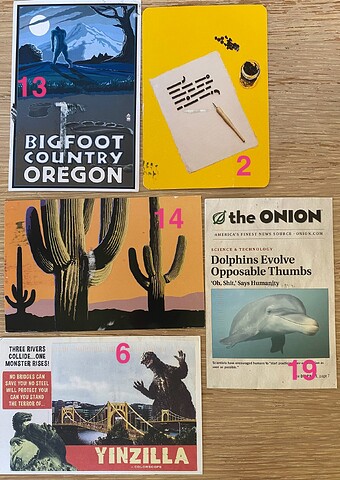 13
BIGFOOT
COUNTRY
OREGON
2
14
the ONION
AMERICA'S FINEST NEWS SOURCE · ONION.COM
SCIENCE & TECHNOLOGY
Dolphins Evolve
Opposable Thumbs
'Oh, Shit,' Says Humanity
19
6
THREE RIVERS
COLLIDE...ONE
MONSTER RISES!
NO BRIDGES CAN
SAVE YOU! NO STEEL
WILL PROTECT YOU!
CAN YOU STAND
THE TERROR OF...
YINZILLA